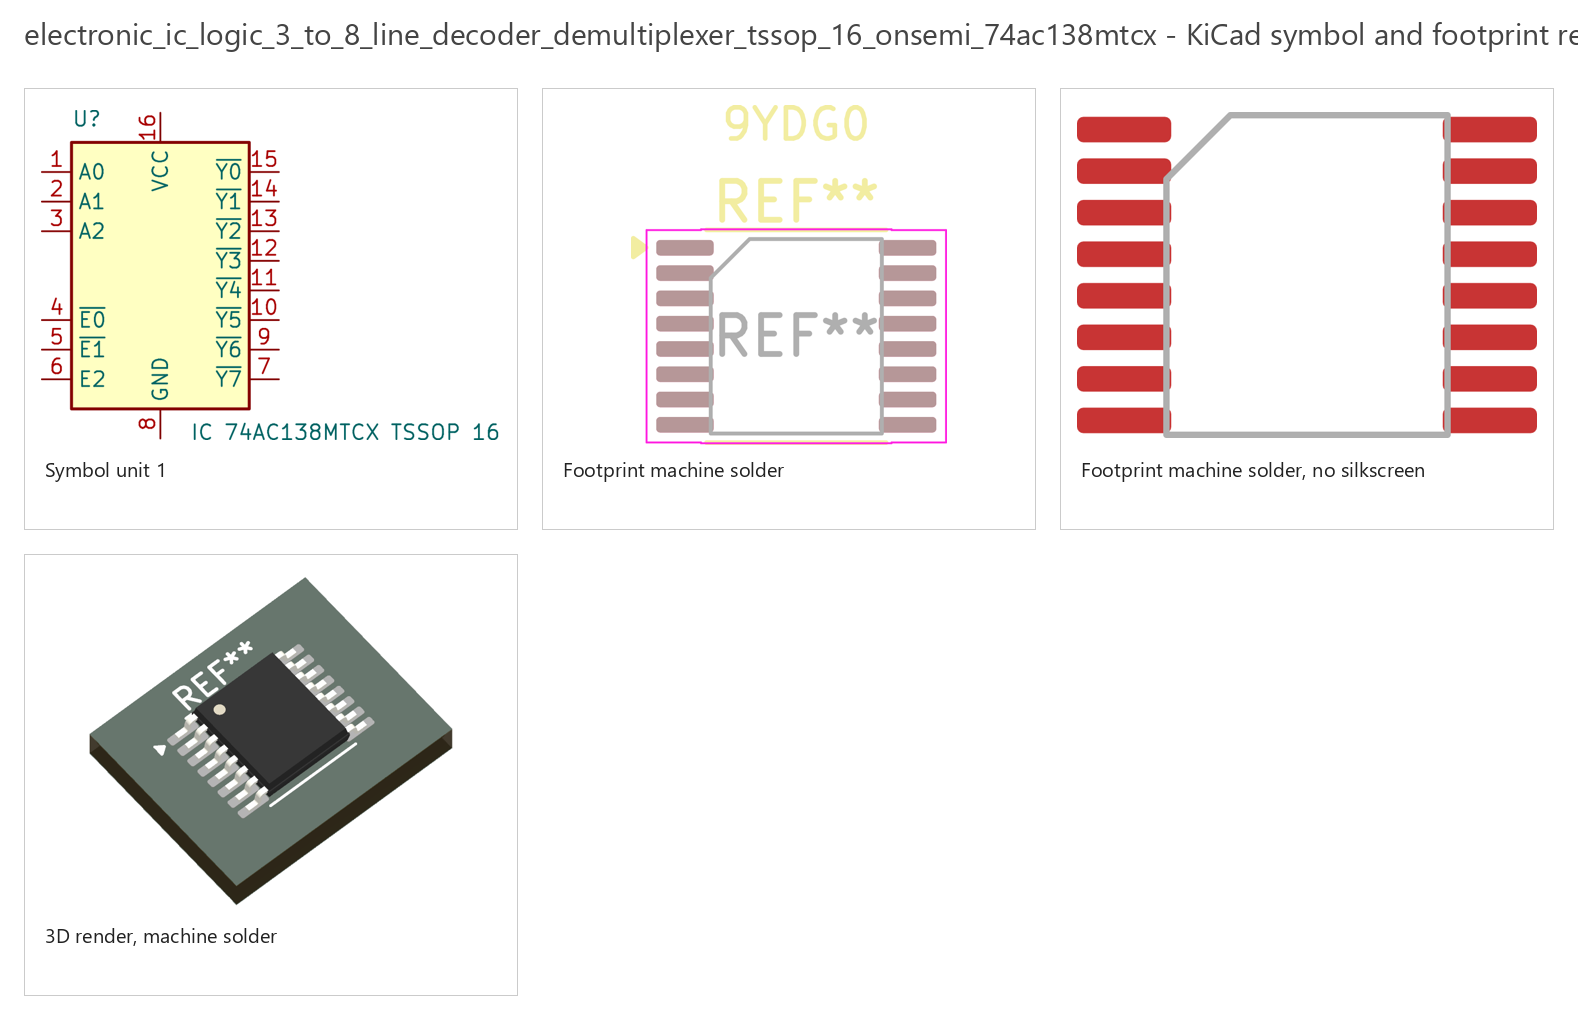 electronic_ic_logic_3_to_8_line_decoder_demultiplexer_tssop_16_onsemi_74ac138mtcx - KiCad symbol and footprint re
U?
16
VCC
1 A0 Y0 15
2 A1 Y1 14
3 A2 Y2 13
Y3 12
Y4 11
4 E0 Y5 10
5 E1 Y6 9
6 E2 Y7 7
GND
8
IC 74AC138MTCX TSSOP 16
Symbol unit 1
9YDG0
REF**
REF**
Footprint machine solder
Footprint machine solder, no silkscreen
REF**
3D render, machine solder